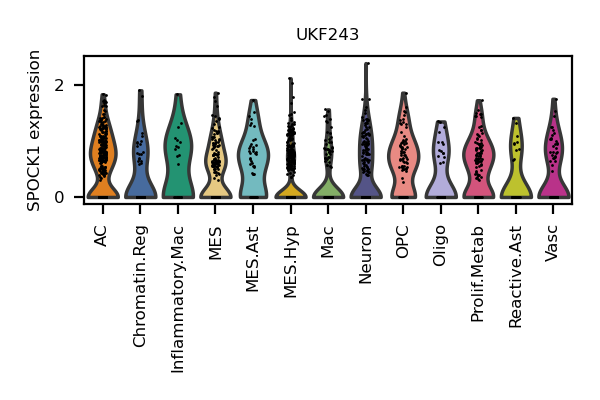 UKF243
SPOCK1 expression
2
0
AC
Chromatin.Reg
Inflammatory.Mac
MES
MES.Ast
MES.Hyp
Mac
Neuron
OPC
Oligo
Prolif.Metab
Reactive.Ast
Vasc